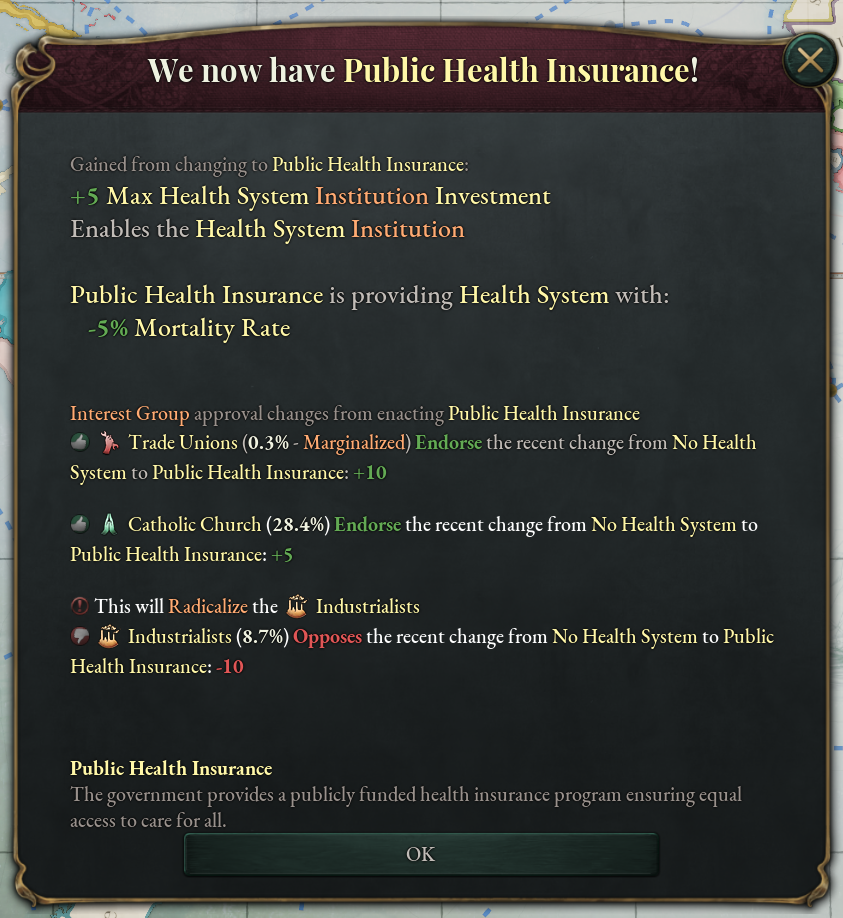 We now have Public Health Insurance!
Gained from changing to Public Health Insurance:
+5 Max Health System Institution Investment
Enables the Health System Institution
Public Health Insurance is providing Health System with:
-5% Mortality Rate
Interest Group approval changes from enacting Public Health Insurance
Trade Unions (0.3% - Marginalized) Endorse the recent change from No Health
System to Public Health Insurance: +10
Catholic Church (28.4%) Endorse the recent change from No Health System to
Public Health Insurance: +5
This will Radicalize the Industrialists
Industrialists (8.7%) Opposes the recent change from No Health System to Public
Health Insurance: -10
Public Health Insurance
The government provides a publicly funded health insurance program ensuring equal
access to care for all.
OK